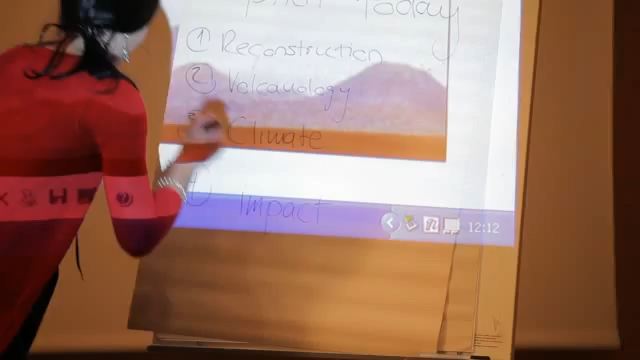 Today
① Reconstruction
② Volcanology
Climate
Impact
12:12